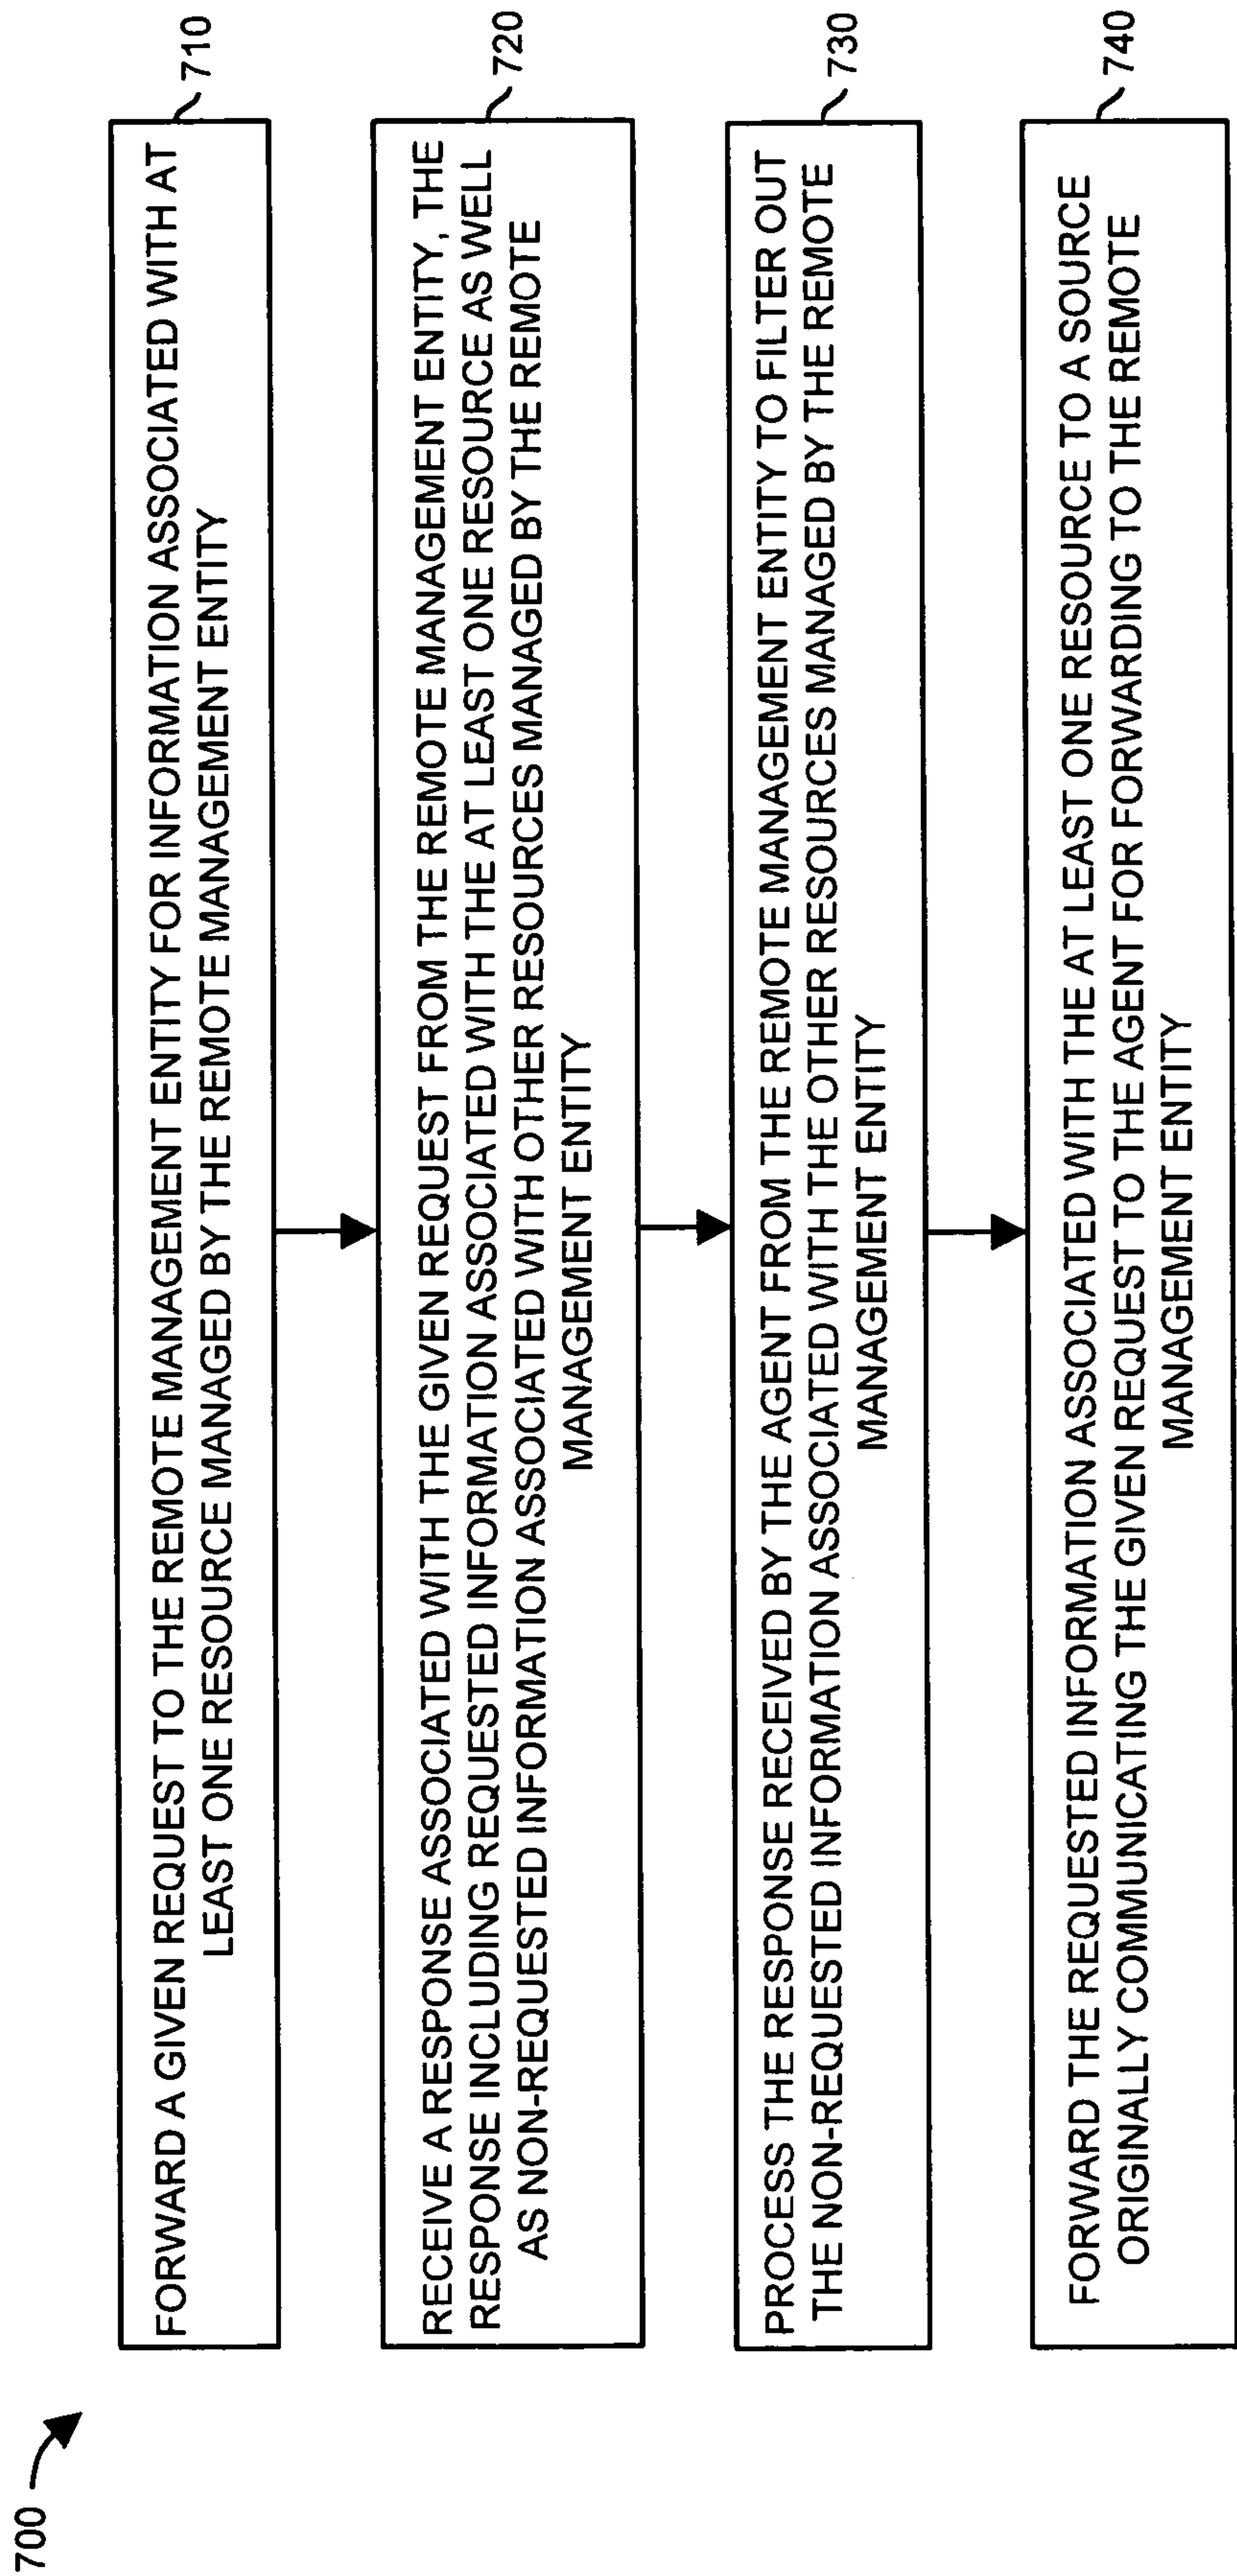 700
FORWARD A GIVEN REQUEST TO THE REMOTE MANAGEMENT ENTITY FOR INFORMATION ASSOCIATED WITH AT
LEAST ONE RESOURCE MANAGED BY THE REMOTE MANAGEMENT ENTITY
710
RECEIVE A RESPONSE ASSOCIATED WITH THE GIVEN REQUEST FROM THE REMOTE MANAGEMENT ENTITY, THE
RESPONSE INCLUDING REQUESTED INFORMATION ASSOCIATED WITH THE AT LEAST ONE RESOURCE AS WELL
AS NON-REQUESTED INFORMATION ASSOCIATED WITH OTHER RESOURCES MANAGED BY THE REMOTE
MANAGEMENT ENTITY
720
PROCESS THE RESPONSE RECEIVED BY THE AGENT FROM THE REMOTE MANAGEMENT ENTITY TO FILTER OUT
THE NON-REQUESTED INFORMATION ASSOCIATED WITH THE OTHER RESOURCES MANAGED BY THE REMOTE
MANAGEMENT ENTITY
730
FORWARD THE REQUESTED INFORMATION ASSOCIATED WITH THE AT LEAST ONE RESOURCE TO A SOURCE
ORIGINALLY COMMUNICATING THE GIVEN REQUEST TO THE AGENT FOR FORWARDING TO THE REMOTE
MANAGEMENT ENTITY
740